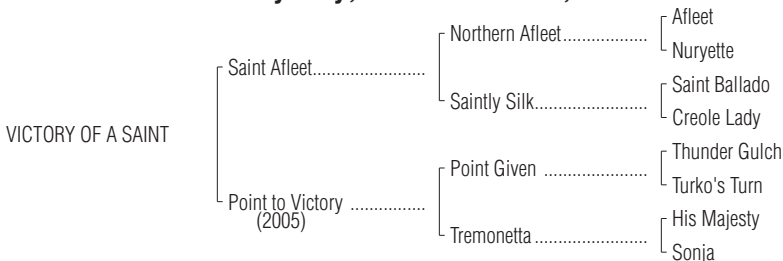 Afleet
Northern Afleet....................
Nuryette
Saint Afleet..........................
Saint Ballado
Saintly Silk...........................
Creole Lady
VICTORY OF A SAINT
Thunder Gulch
Point Given ........................
Turko's Turn
Point to Victory .................
(2005)
His Majesty
Tremonetta..........................
Sonja